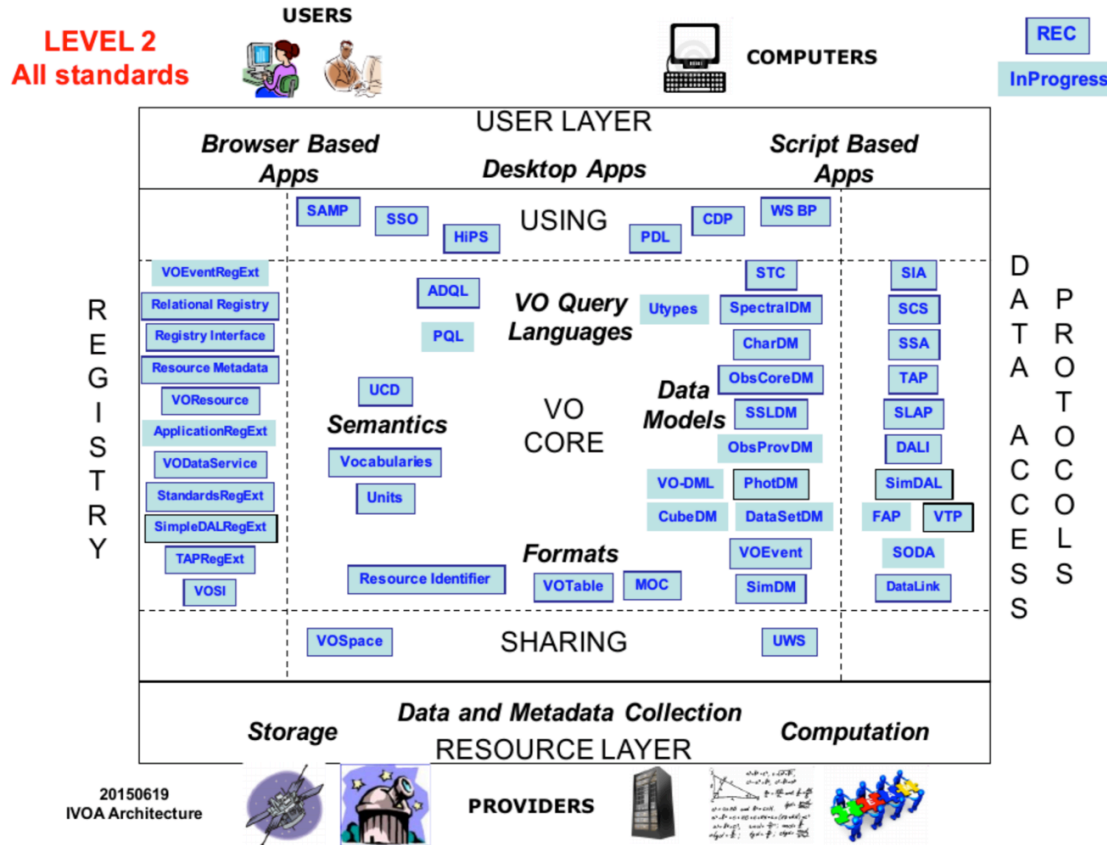 LEVEL 2
All standards
USERS
COMPUTERS
REC
InProgress
USER LAYER
Browser Based
Apps
Desktop Apps
Script Based
Apps
SAMP
SSO
HiPS
USING
PDL
CDP
WS BP
REGISTRY
VOEventRegExt
Relational Registry
Registry Interface
Resource Metadata
VOResource
ApplicationRegExt
VODataService
StandardsRegExt
SimpleDALRegExt
TAPRegExt
VOSI
ADQL
PQL
VO Query
Languages
UCD
Semantics
Vocabularies
Units
VO
CORE
Data
Models
Formats
Resource Identifier
VOTable
MOC
Utypes
STC
SpectralDM
CharDM
ObsCoreDM
SSLDM
ObsProvDM
VO-DML
PhotDM
CubeDM
DataSetDM
VOEvent
SimDM
SIA
SCS
SSA
TAP
SLAP
DALI
SimDAL
FAP
VTP
SODA
DataLink
DATA ACCESS
PROTOCOLS
VOSpace
SHARING
UWS
Data and Metadata Collection
Storage
Computation
RESOURCE LAYER
20150619
IVOA Architecture
PROVIDERS